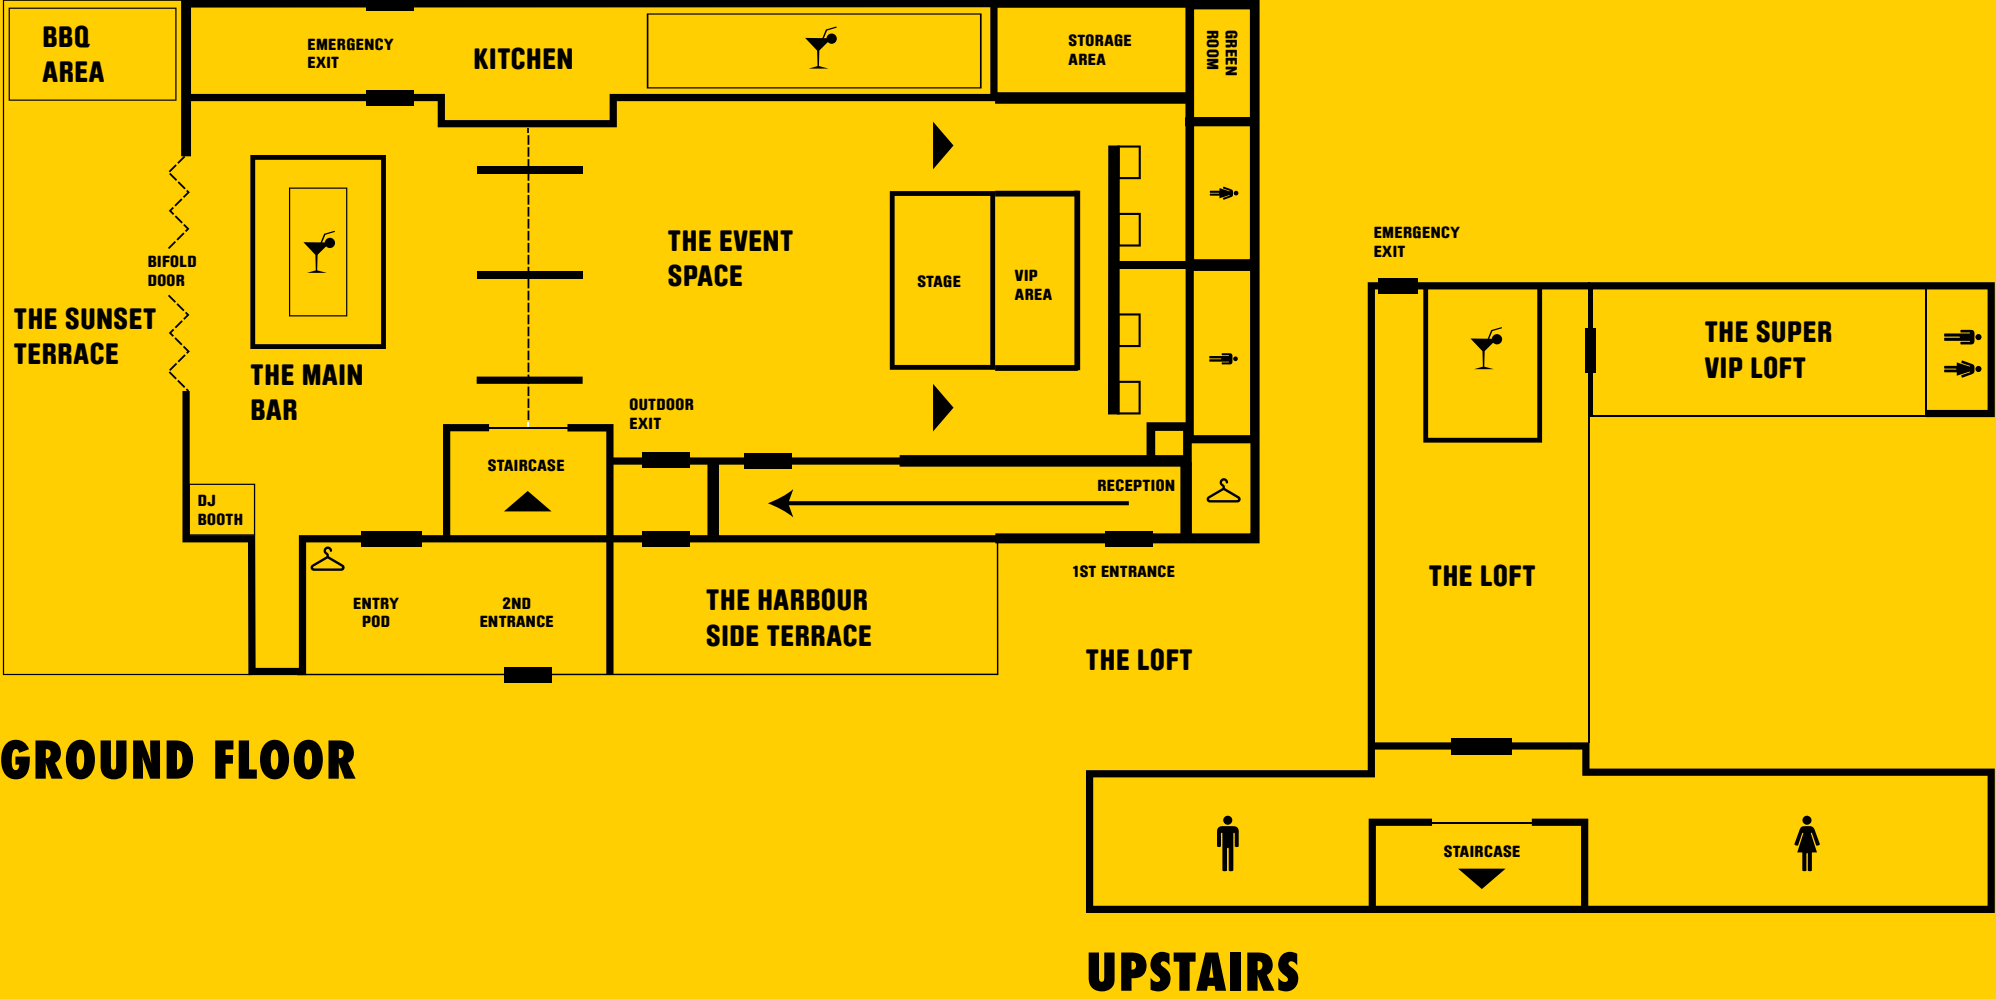 BBQ
AREA
EMERGENCY
EXIT
KITCHEN
STORAGE
AREA
GREEN
ROOM
BIFOLD
DOOR
THE SUNSET
TERRACE
THE MAIN
BAR
THE EVENT
SPACE
STAGE
VIP
AREA
OUTDOOR
EXIT
STAIRCASE
RECEPTION
DJ
BOOTH
ENTRY
POD
2ND
ENTRANCE
THE HARBOUR
SIDE TERRACE
1ST ENTRANCE
THE LOFT
GROUND FLOOR
EMERGENCY
EXIT
THE SUPER
VIP LOFT
THE LOFT
STAIRCASE
UPSTAIRS